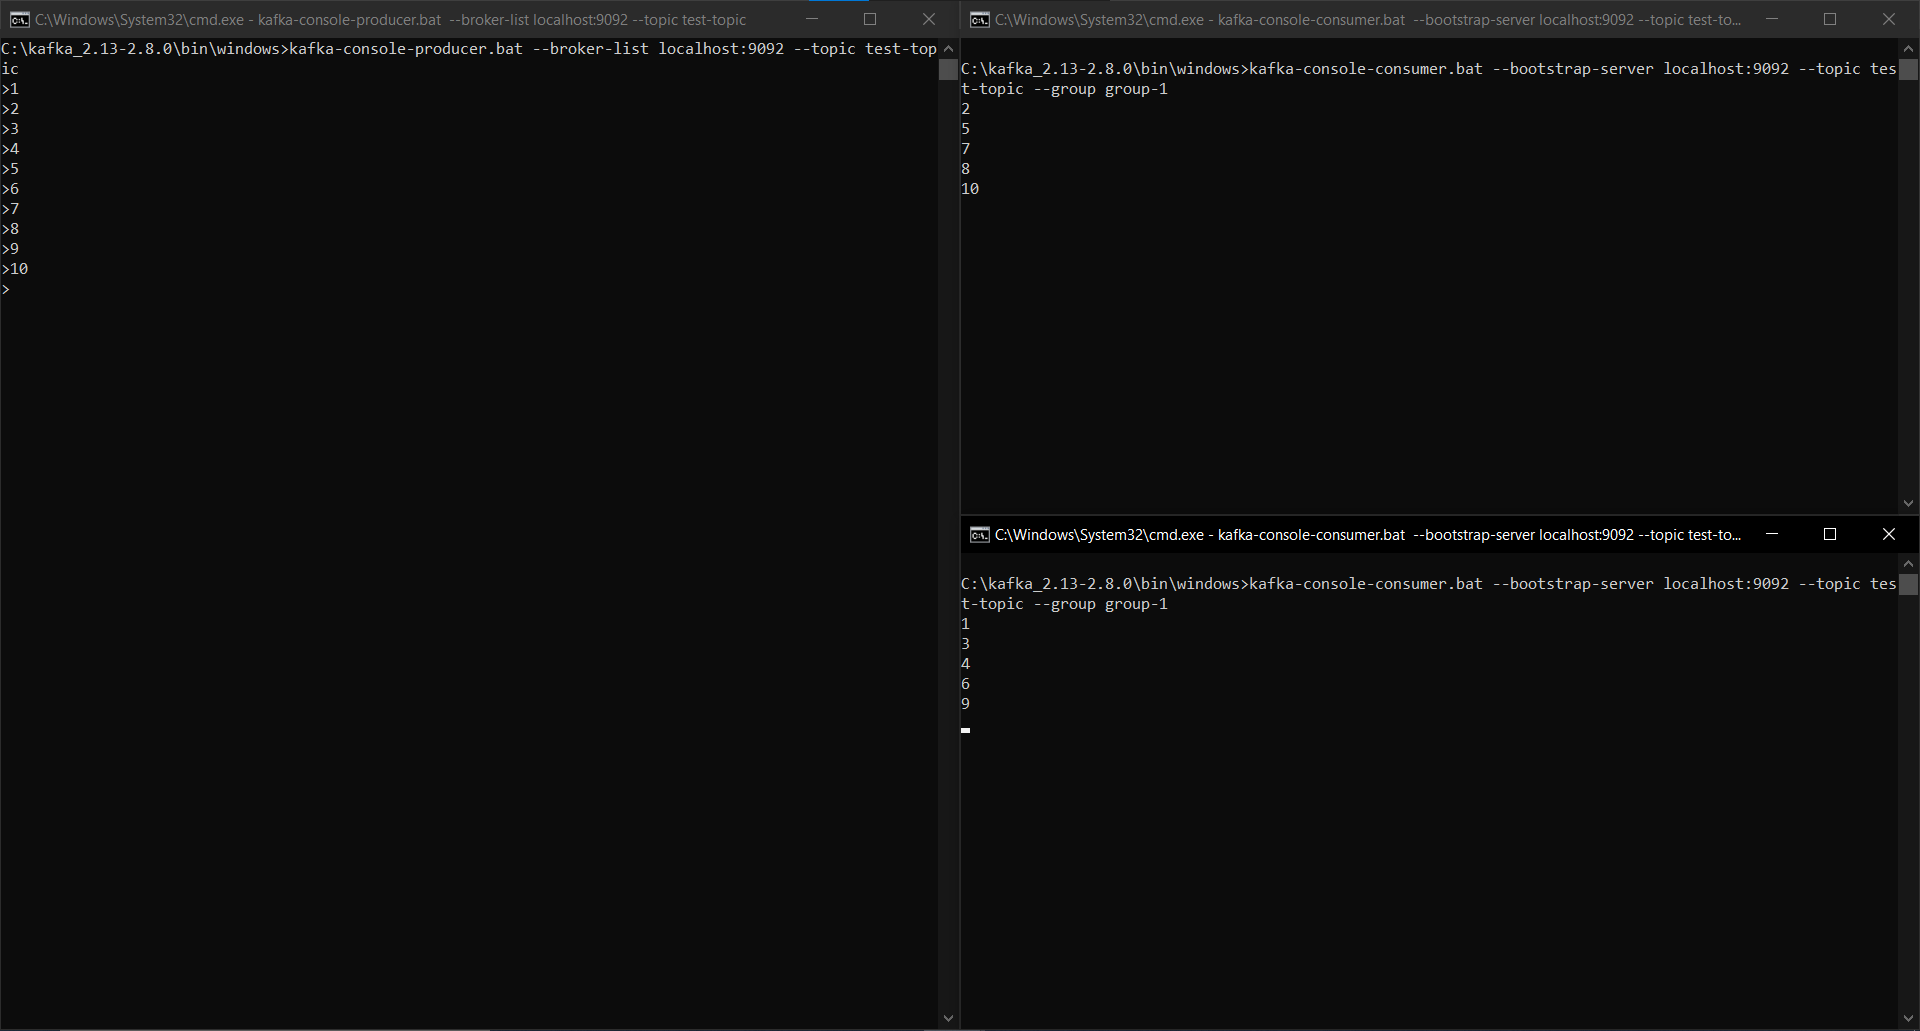 C:\Windows\System32\cmd.exe - kafka-console-producer.bat  --broker-list localhost:9092 --topic test-topic
C:\kafka_2.13-2.8.0\bin\windows>kafka-console-producer.bat --broker-list localhost:9092 --topic test-top
ic
>1
>2
>3
>4
>5
>6
>7
>8
>9
>10
>
C:\Windows\System32\cmd.exe - kafka-console-consumer.bat  --bootstrap-server localhost:9092 --topic test-to...
C:\kafka_2.13-2.8.0\bin\windows>kafka-console-consumer.bat --bootstrap-server localhost:9092 --topic tes
t-topic --group group-1
2
5
7
8
10
C:\Windows\System32\cmd.exe - kafka-console-consumer.bat  --bootstrap-server localhost:9092 --topic test-to...
C:\kafka_2.13-2.8.0\bin\windows>kafka-console-consumer.bat --bootstrap-server localhost:9092 --topic tes
t-topic --group group-1
1
3
4
6
9